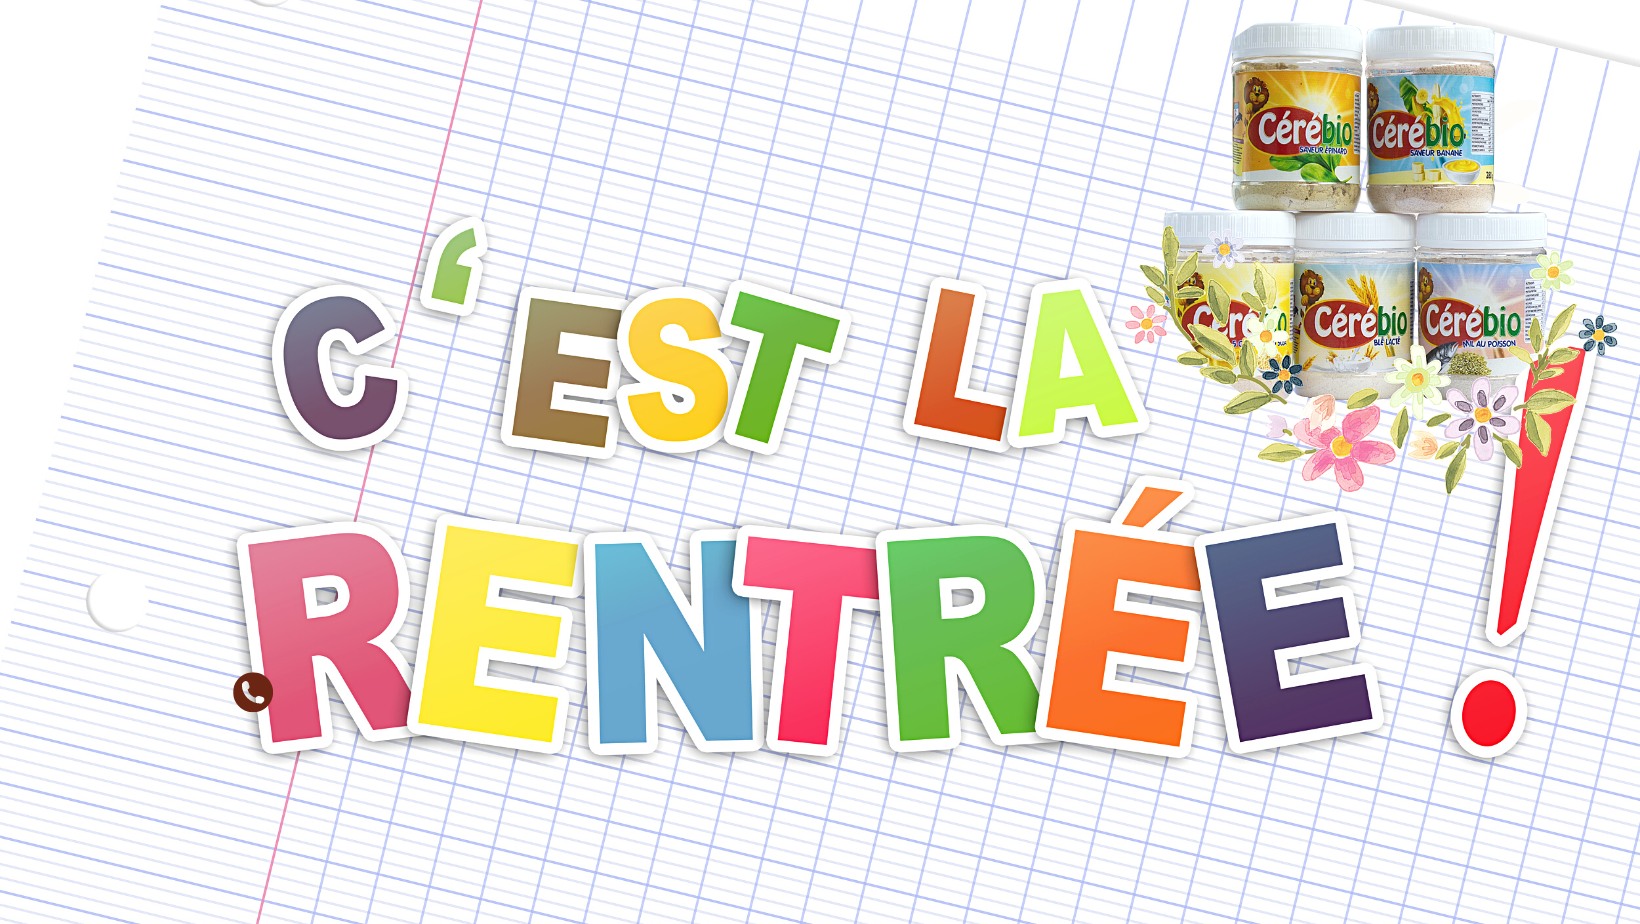 Cérébio
SAVEUR ÉPINARD
Cérébio
SAVEUR BANANE
Cérébio
Cérébio
BLÉ LACTÉ
Cérébio
MIL AU POISSON
C‘EST LA
RENTRÉE !